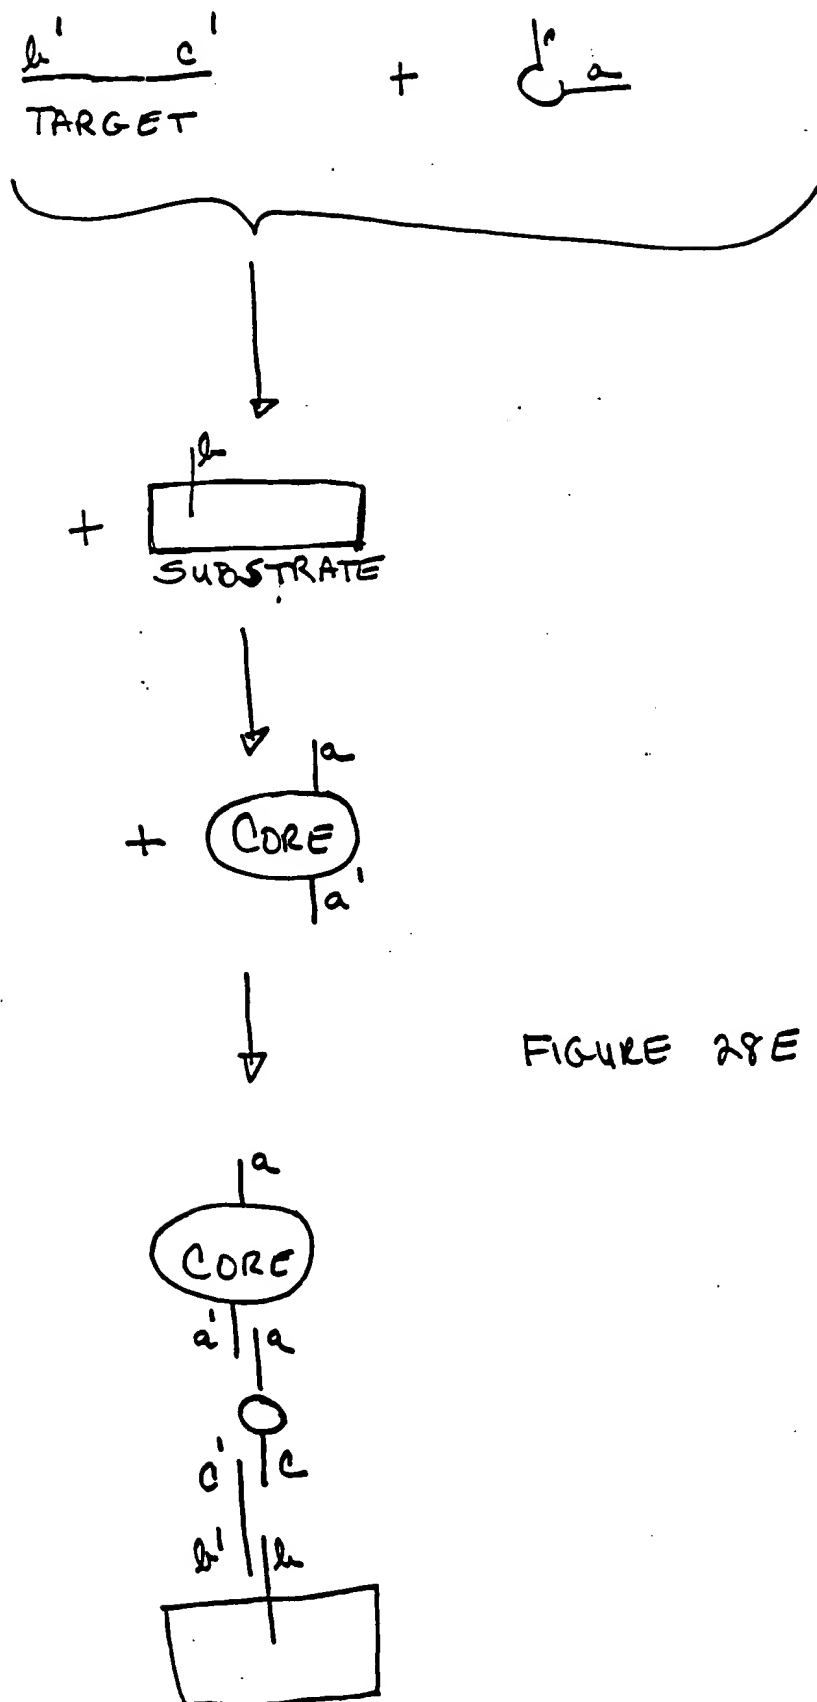 b' c' + c a
TARGET
b
+
SUBSTRATE
a
+ CORE
a'
FIGURE 28E
a
CORE
a' a
c' c
b' b